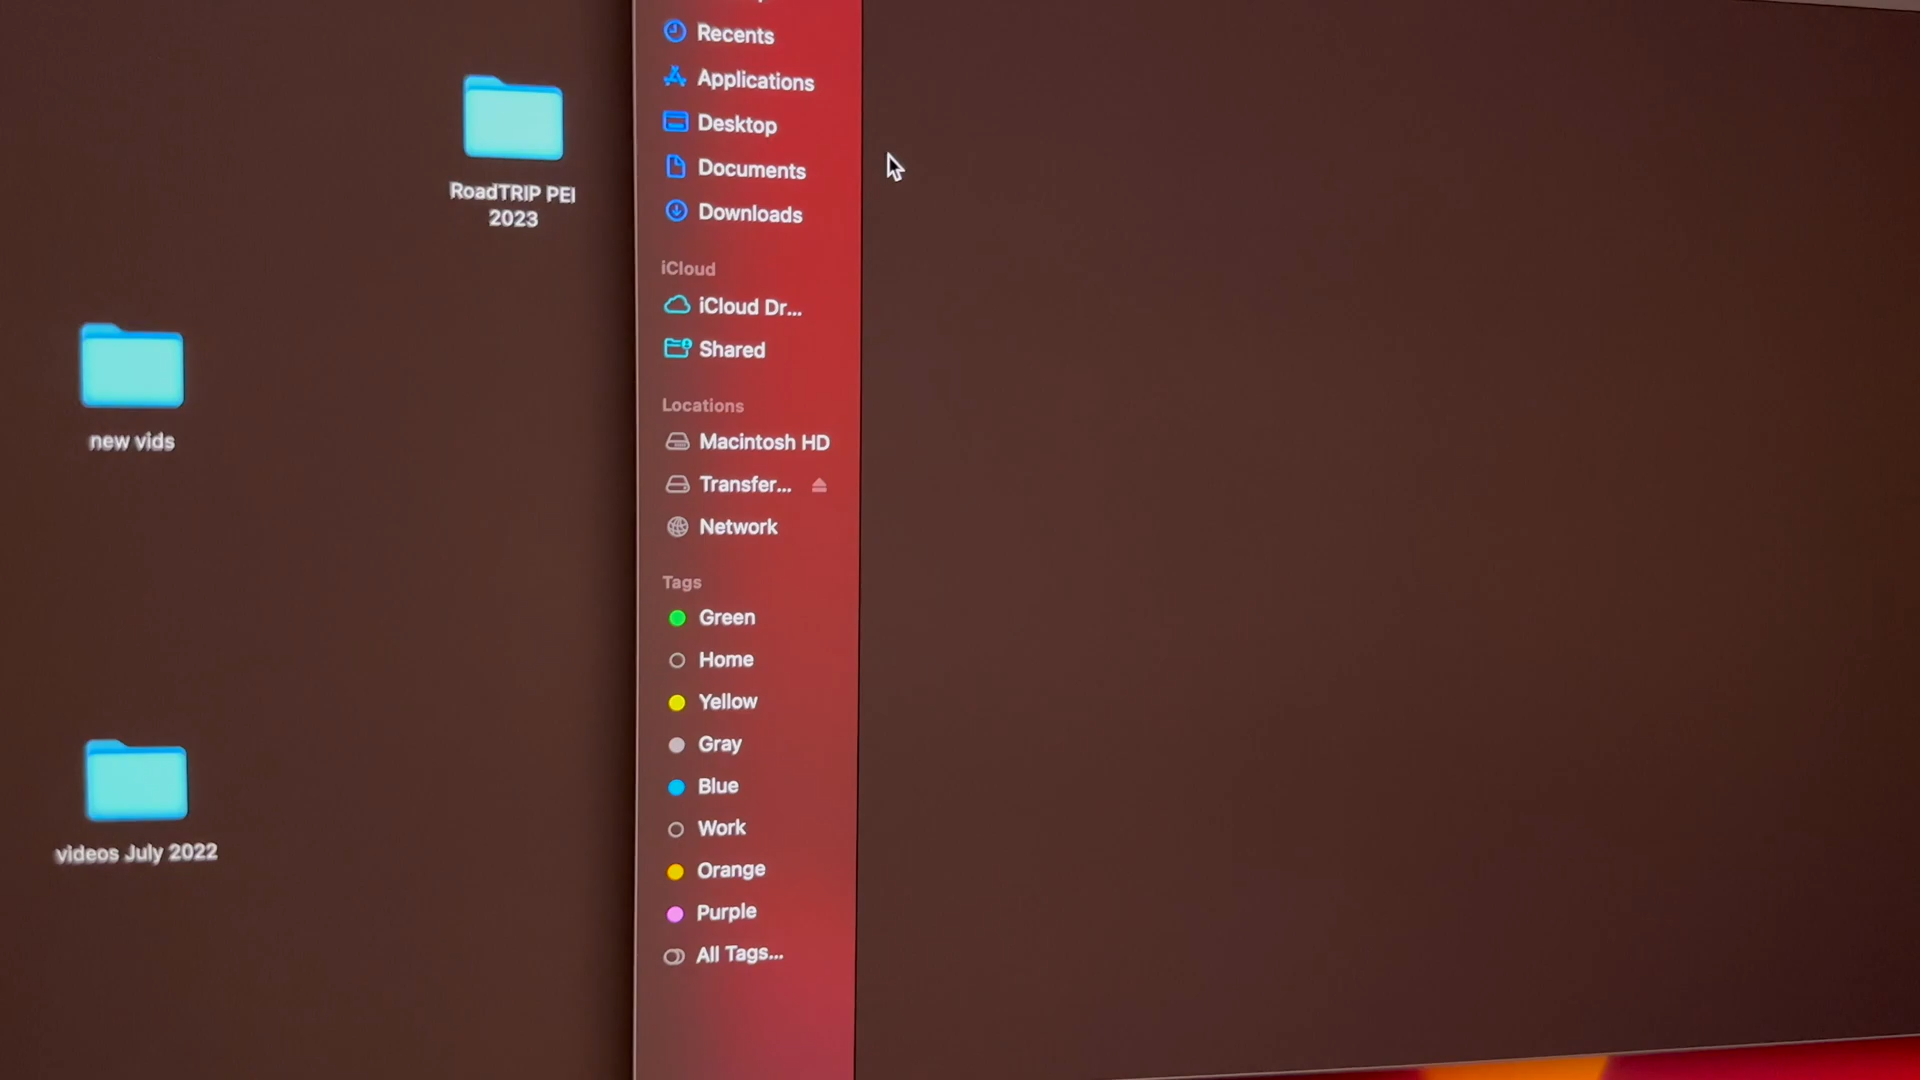 RoadTRIP PEI
2023
new vids
videos July 2022
Recents
Applications
Desktop
Documents
Downloads
iCloud
iCloud Dr...
Shared
Locations
Macintosh HD
Transfer...
Network
Tags
Green
Home
Yellow
Gray
Blue
Work
Orange
Purple
All Tags...